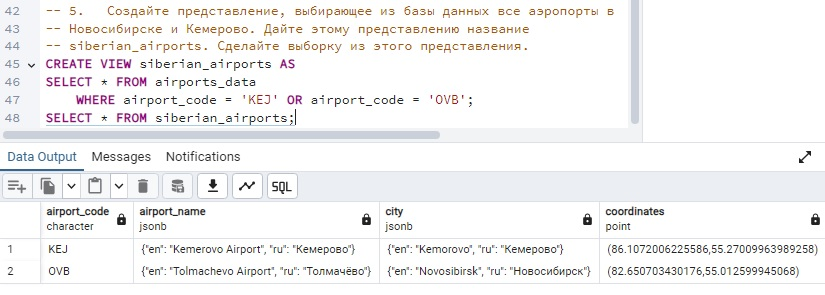 42 -- 5. Создайте представление, выбирающее из базы данных все аэропорты в
43 -- Новосибирске и Кемерово. Дайте этому представлению название
44 -- siberian_airports. Сделайте выборку из этого представления.
45 CREATE VIEW siberian_airports AS
46 SELECT * FROM airports_data
47 WHERE airport_code = 'KEJ' OR airport_code = 'OVB';
48 SELECT * FROM siberian_airports;
Data Output Messages Notifications
SQL
airport_code airport_name city coordinates
character jsonb jsonb point
1 KEJ {"en": "Kemerovo Airport", "ru": "Кемерово"} {"en": "Kemorovo", "ru": "Кемерово"} (86.1072006225586,55.27009963989258)
2 OVB {"en": "Tolmachevo Airport", "ru": "Толмачёво"} {"en": "Novosibirsk", "ru": "Новосибирск"} (82.650703430176,55.012599945068)